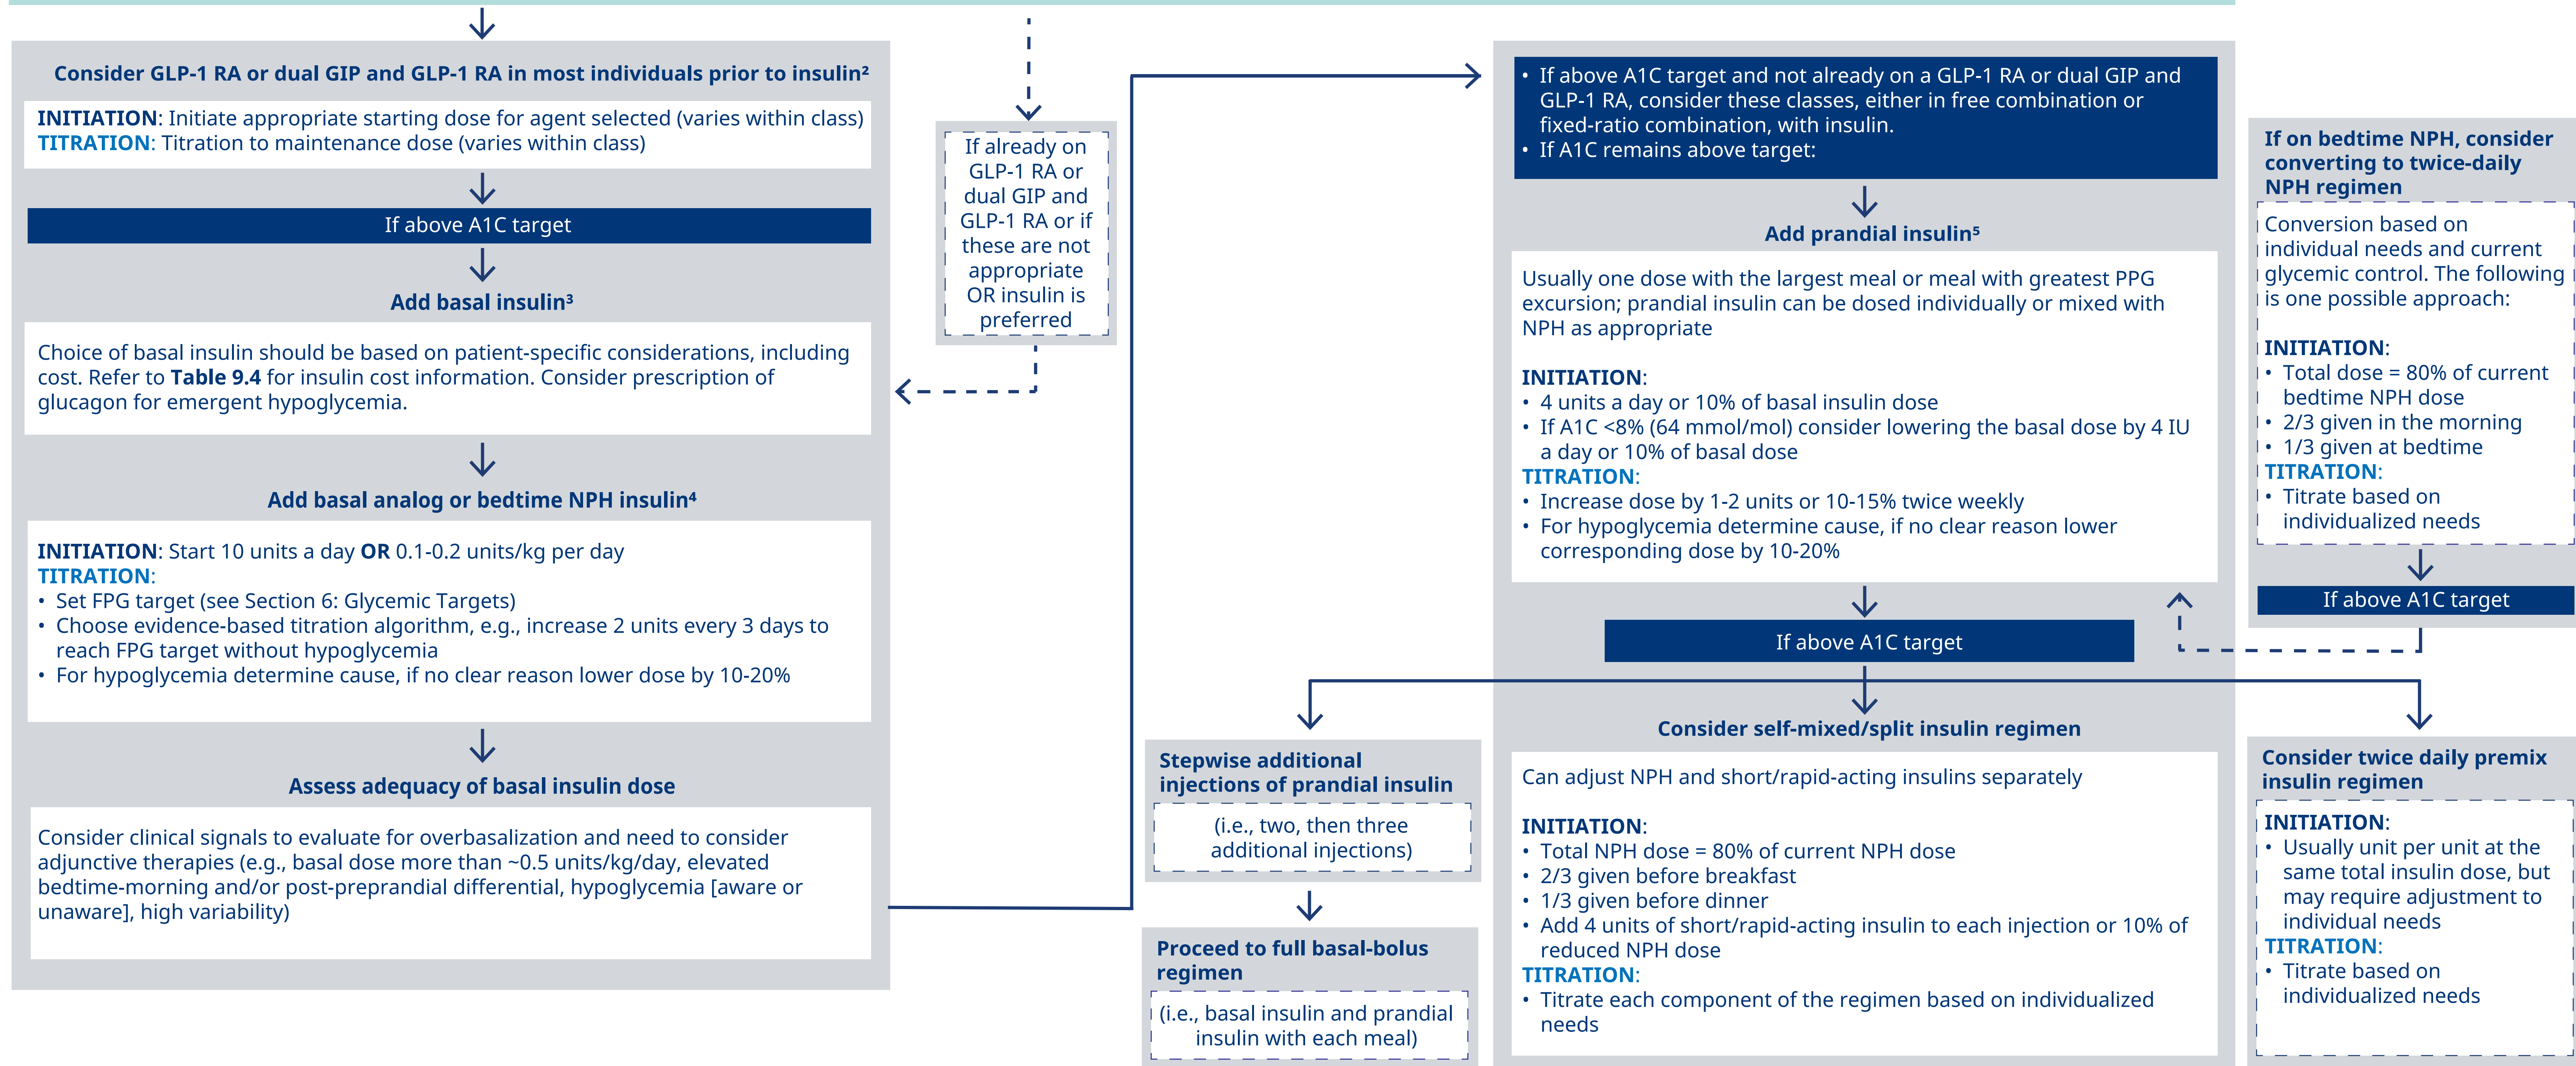 Consider GLP-1 RA or dual GIP and GLP-1 RA in most individuals prior to insulin²
INITIATION: Initiate appropriate starting dose for agent selected (varies within class)
TITRATION: Titration to maintenance dose (varies within class)
If above A1C target
Add basal insulin³
Choice of basal insulin should be based on patient-specific considerations, including
cost. Refer to Table 9.4 for insulin cost information. Consider prescription of
glucagon for emergent hypoglycemia.
Add basal analog or bedtime NPH insulin⁴
INITIATION: Start 10 units a day OR 0.1-0.2 units/kg per day
TITRATION:
• Set FPG target (see Section 6: Glycemic Targets)
• Choose evidence-based titration algorithm, e.g., increase 2 units every 3 days to
reach FPG target without hypoglycemia
• For hypoglycemia determine cause, if no clear reason lower dose by 10-20%
Assess adequacy of basal insulin dose
Consider clinical signals to evaluate for overbasalization and need to consider
adjunctive therapies (e.g., basal dose more than ~0.5 units/kg/day, elevated
bedtime-morning and/or post-preprandial differential, hypoglycemia [aware or
unaware], high variability)
If already on
GLP-1 RA or
dual GIP and
GLP-1 RA or if
these are not
appropriate
OR insulin is
preferred
• If above A1C target and not already on a GLP-1 RA or dual GIP and
GLP-1 RA, consider these classes, either in free combination or
fixed-ratio combination, with insulin.
• If A1C remains above target:
Add prandial insulin⁵
Usually one dose with the largest meal or meal with greatest PPG
excursion; prandial insulin can be dosed individually or mixed with
NPH as appropriate
INITIATION:
• 4 units a day or 10% of basal insulin dose
• If A1C <8% (64 mmol/mol) consider lowering the basal dose by 4 IU
a day or 10% of basal dose
TITRATION:
• Increase dose by 1-2 units or 10-15% twice weekly
• For hypoglycemia determine cause, if no clear reason lower
corresponding dose by 10-20%
If above A1C target
If on bedtime NPH, consider
converting to twice-daily
NPH regimen
Conversion based on
individual needs and current
glycemic control. The following
is one possible approach:
INITIATION:
• Total dose = 80% of current
bedtime NPH dose
• 2/3 given in the morning
• 1/3 given at bedtime
TITRATION:
• Titrate based on
individualized needs
If above A1C target
Stepwise additional
injections of prandial insulin
(i.e., two, then three
additional injections)
Proceed to full basal-bolus
regimen
(i.e., basal insulin and prandial
insulin with each meal)
Consider self-mixed/split insulin regimen
Can adjust NPH and short/rapid-acting insulins separately
INITIATION:
• Total NPH dose = 80% of current NPH dose
• 2/3 given before breakfast
• 1/3 given before dinner
• Add 4 units of short/rapid-acting insulin to each injection or 10% of
reduced NPH dose
TITRATION:
• Titrate each component of the regimen based on individualized
needs
Consider twice daily premix
insulin regimen
INITIATION:
• Usually unit per unit at the
same total insulin dose, but
may require adjustment to
individual needs
TITRATION:
• Titrate based on
individualized needs